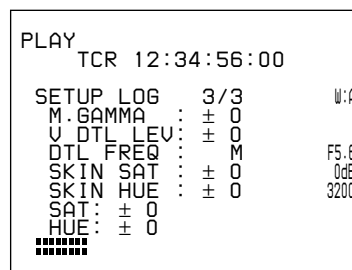 PLAY
TCR 12:34:56:00
SETUP LOG 3/3 W:A
M.GAMMA : ± 0
V DTL LEV: ± 0
DTL FREQ : M F5.6
SKIN SAT : ± 0 0dB
SKIN HUE : ± 0 3200
SAT: ± 0
HUE: ± 0